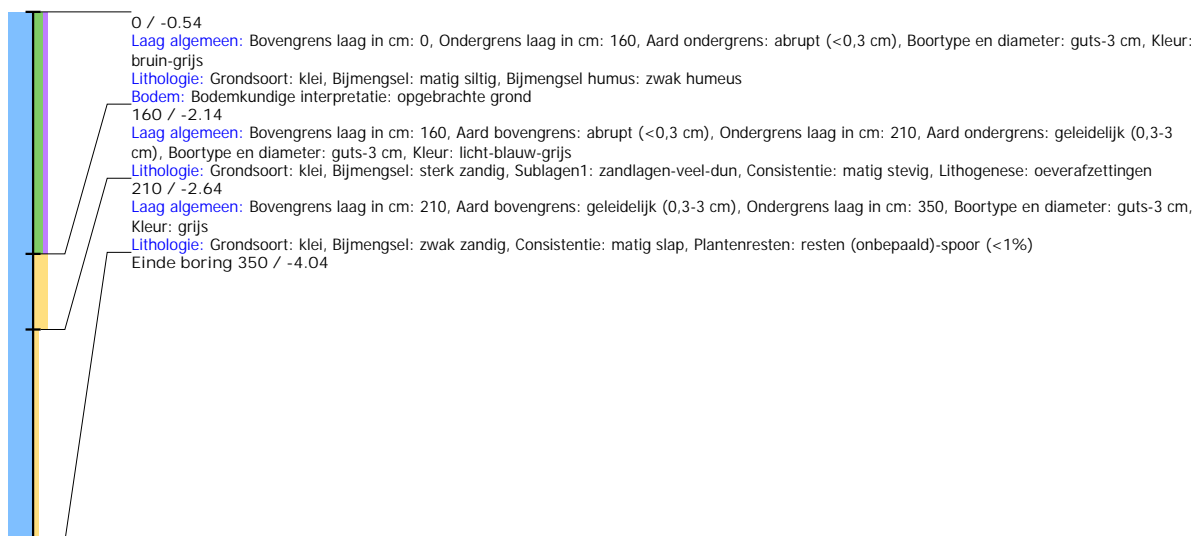 0 / -0.54
Laag algemeen: Bovengrens laag in cm: 0, Ondergrens laag in cm: 160, Aard ondergrens: abrupt (<0,3 cm), Boortype en diameter: guts-3 cm, Kleur:
bruin-grijs
Lithologie: Grondsoort: klei, Bijmengsel: matig siltig, Bijmengsel humus: zwak humeus
Bodem: Bodemkundige interpretatie: opgebrachte grond
160 / -2.14
Laag algemeen: Bovengrens laag in cm: 160, Aard bovengrens: abrupt (<0,3 cm), Ondergrens laag in cm: 210, Aard ondergrens: geleidelijk (0,3-3
cm), Boortype en diameter: guts-3 cm, Kleur: licht-blauw-grijs
Lithologie: Grondsoort: klei, Bijmengsel: sterk zandig, Sublagen1: zandlagen-veel-dun, Consistentie: matig stevig, Lithogenese: oeverafzettingen
210 / -2.64
Laag algemeen: Bovengrens laag in cm: 210, Aard bovengrens: geleidelijk (0,3-3 cm), Ondergrens laag in cm: 350, Boortype en diameter: guts-3 cm,
Kleur: grijs
Lithologie: Grondsoort: klei, Bijmengsel: zwak zandig, Consistentie: matig slap, Plantenresten: resten (onbepaald)-spoor (<1%)
Einde boring 350 / -4.04